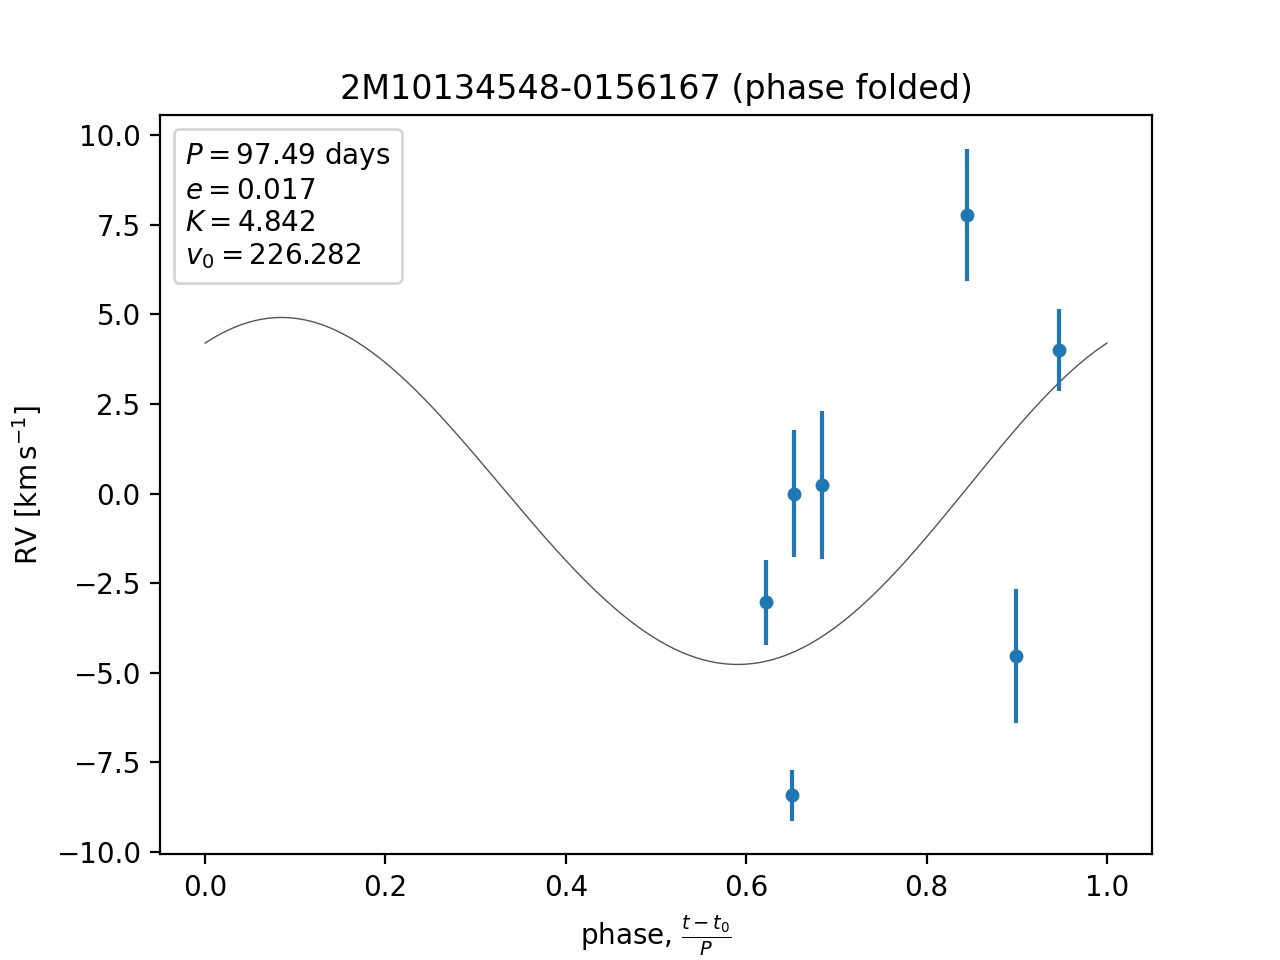 2M10134548-0156167 (phase folded)
P = 97.49 days
e = 0.017
K = 4.842
v₀ = 226.282
10.0
7.5
5.0
2.5
0.0
−2.5
−5.0
−7.5
−10.0
RV [km s⁻¹]
0.0 0.2 0.4 0.6 0.8 1.0
phase, (t − t₀)/P